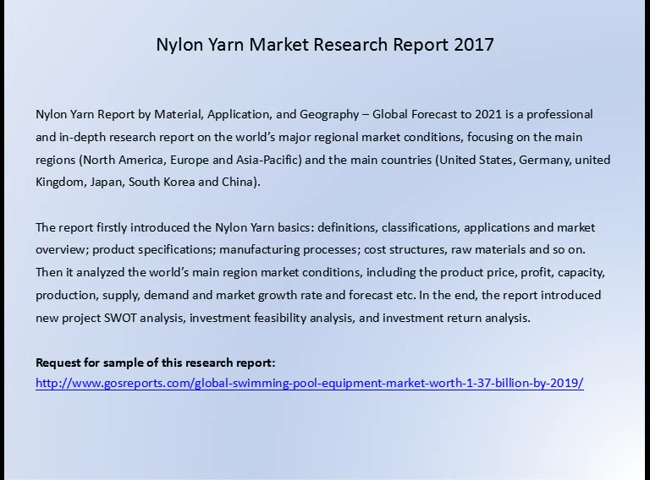 Nylon Yarn Market Research Report 2017
Nylon Yarn Report by Material, Application, and Geography – Global Forecast to 2021 is a professional
and in-depth research report on the world's major regional market conditions, focusing on the main
regions (North America, Europe and Asia-Pacific) and the main countries (United States, Germany, united
Kingdom, Japan, South Korea and China).
The report firstly introduced the Nylon Yarn basics: definitions, classifications, applications and market
overview; product specifications; manufacturing processes; cost structures, raw materials and so on.
Then it analyzed the world's main region market conditions, including the product price, profit, capacity,
production, supply, demand and market growth rate and forecast etc. In the end, the report introduced
new project SWOT analysis, investment feasibility analysis, and investment return analysis.
Request for sample of this research report:
http://www.gosreports.com/global-swimming-pool-equipment-market-worth-1-37-billion-by-2019/